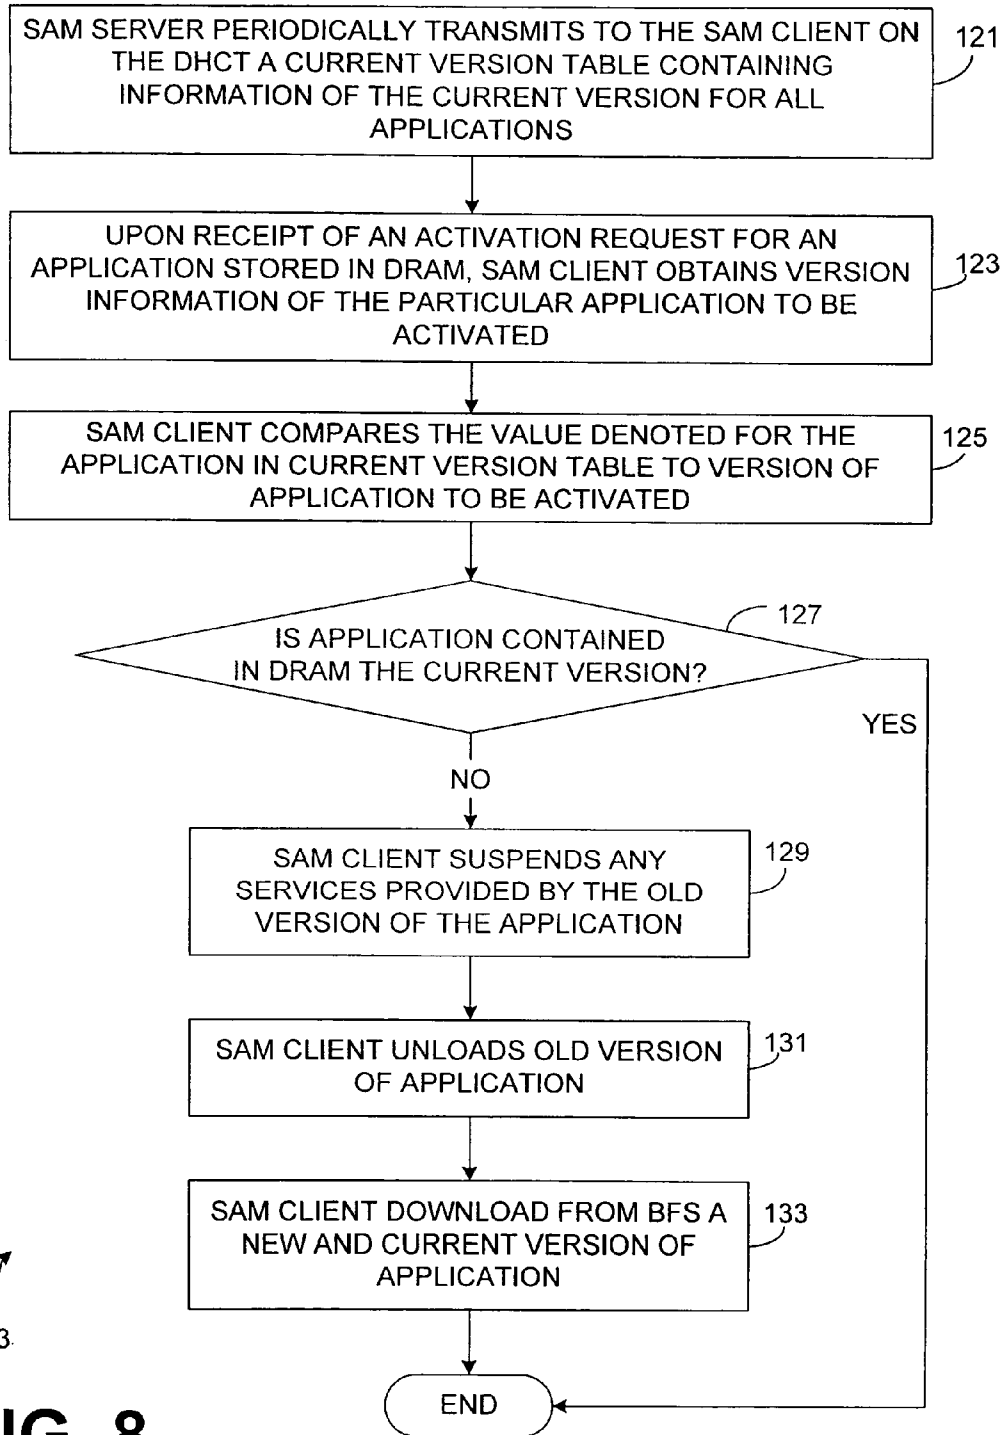 SAM SERVER PERIODICALLY TRANSMITS TO THE SAM CLIENT ON
THE DHCT A CURRENT VERSION TABLE CONTAINING
INFORMATION OF THE CURRENT VERSION FOR ALL
APPLICATIONS
121
UPON RECEIPT OF AN ACTIVATION REQUEST FOR AN
APPLICATION STORED IN DRAM, SAM CLIENT OBTAINS VERSION
INFORMATION OF THE PARTICULAR APPLICATION TO BE
ACTIVATED
123
SAM CLIENT COMPARES THE VALUE DENOTED FOR THE
APPLICATION IN CURRENT VERSION TABLE TO VERSION OF
APPLICATION TO BE ACTIVATED
125
IS APPLICATION CONTAINED
IN DRAM THE CURRENT VERSION?
127
YES
NO
SAM CLIENT SUSPENDS ANY
SERVICES PROVIDED BY THE OLD
VERSION OF THE APPLICATION
129
SAM CLIENT UNLOADS OLD VERSION
OF APPLICATION
131
SAM CLIENT DOWNLOAD FROM BFS A
NEW AND CURRENT VERSION OF
APPLICATION
133
END
8